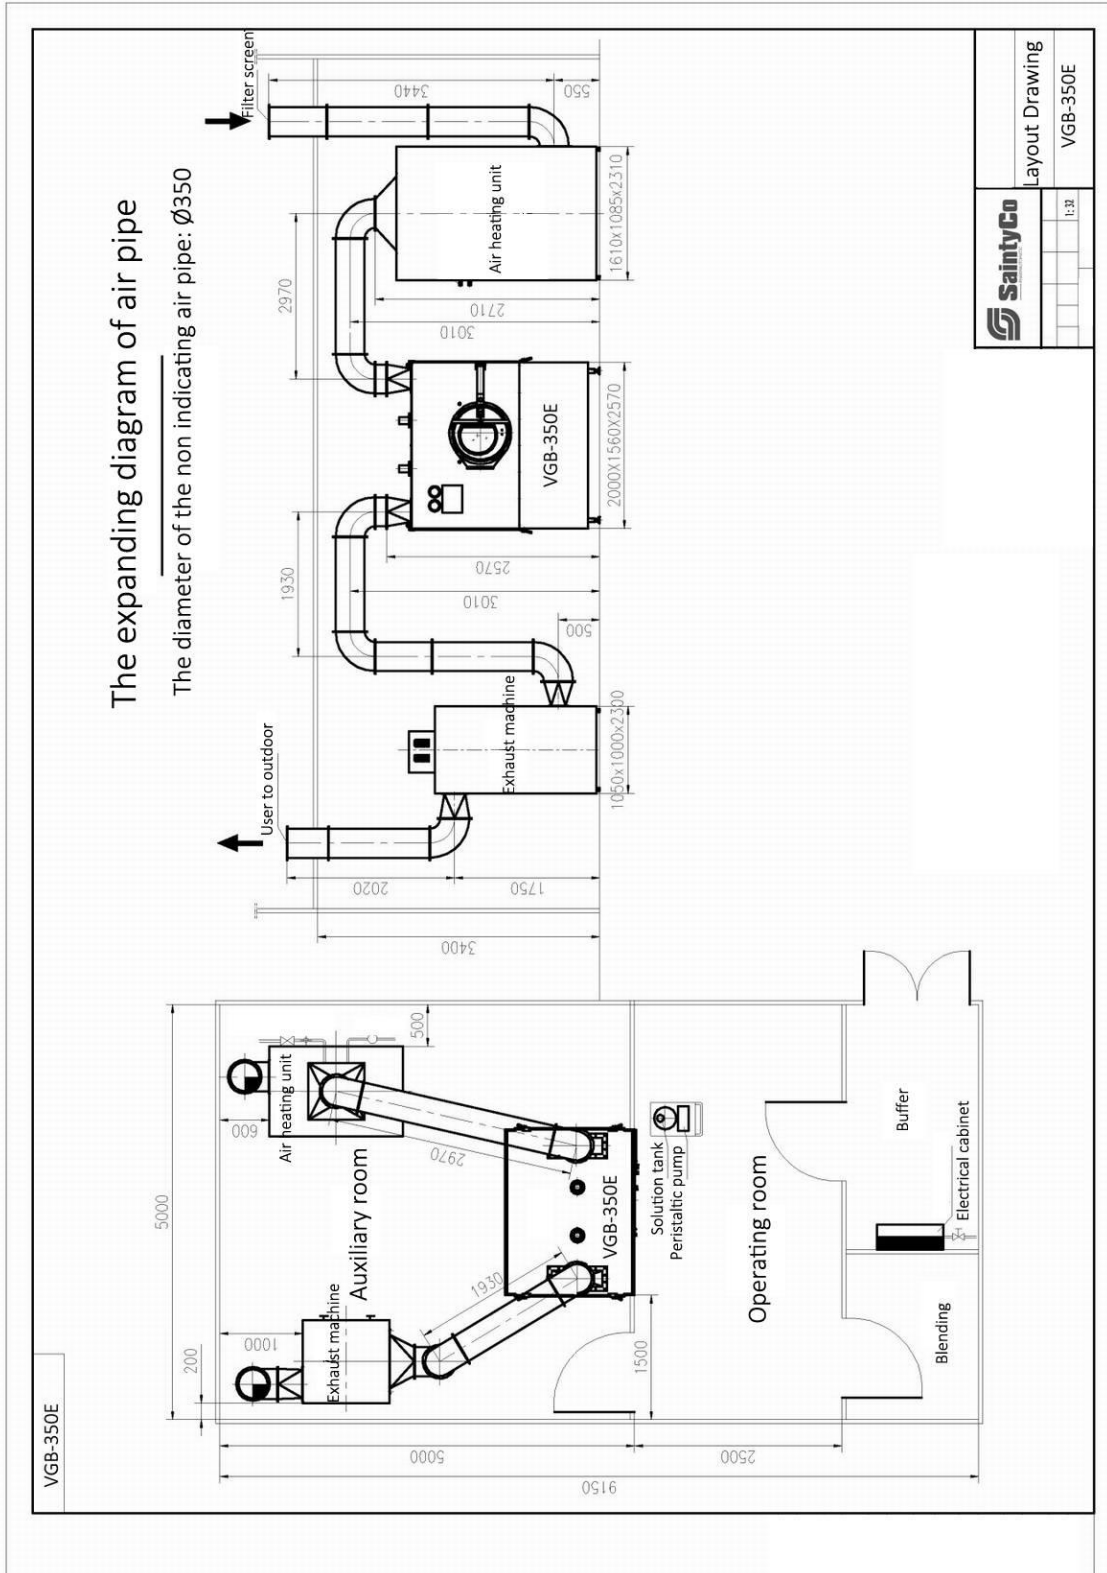 VGB-350E
The expanding diagram of air pipe
The diameter of the non indicating air pipe: Ø350
User to outdoor
Filter screen
2020
1750
3400
Exhaust machine
1050x1000x2300
1930
500
3010
2570
VGB-350E
2000X1560X2570
2970
3010
2710
Air heating unit
1610x1085x2310
3440
550
5000
200
1000
600
500
Exhaust machine
Auxiliary room
Air heating unit
1930
2970
VGB-350E
1500
Solution tank
Peristaltic pump
Operating room
Blending
Buffer
Electrical cabinet
5000
2500
9150
SaintyCo
Layout Drawing
1:32
VGB-350E